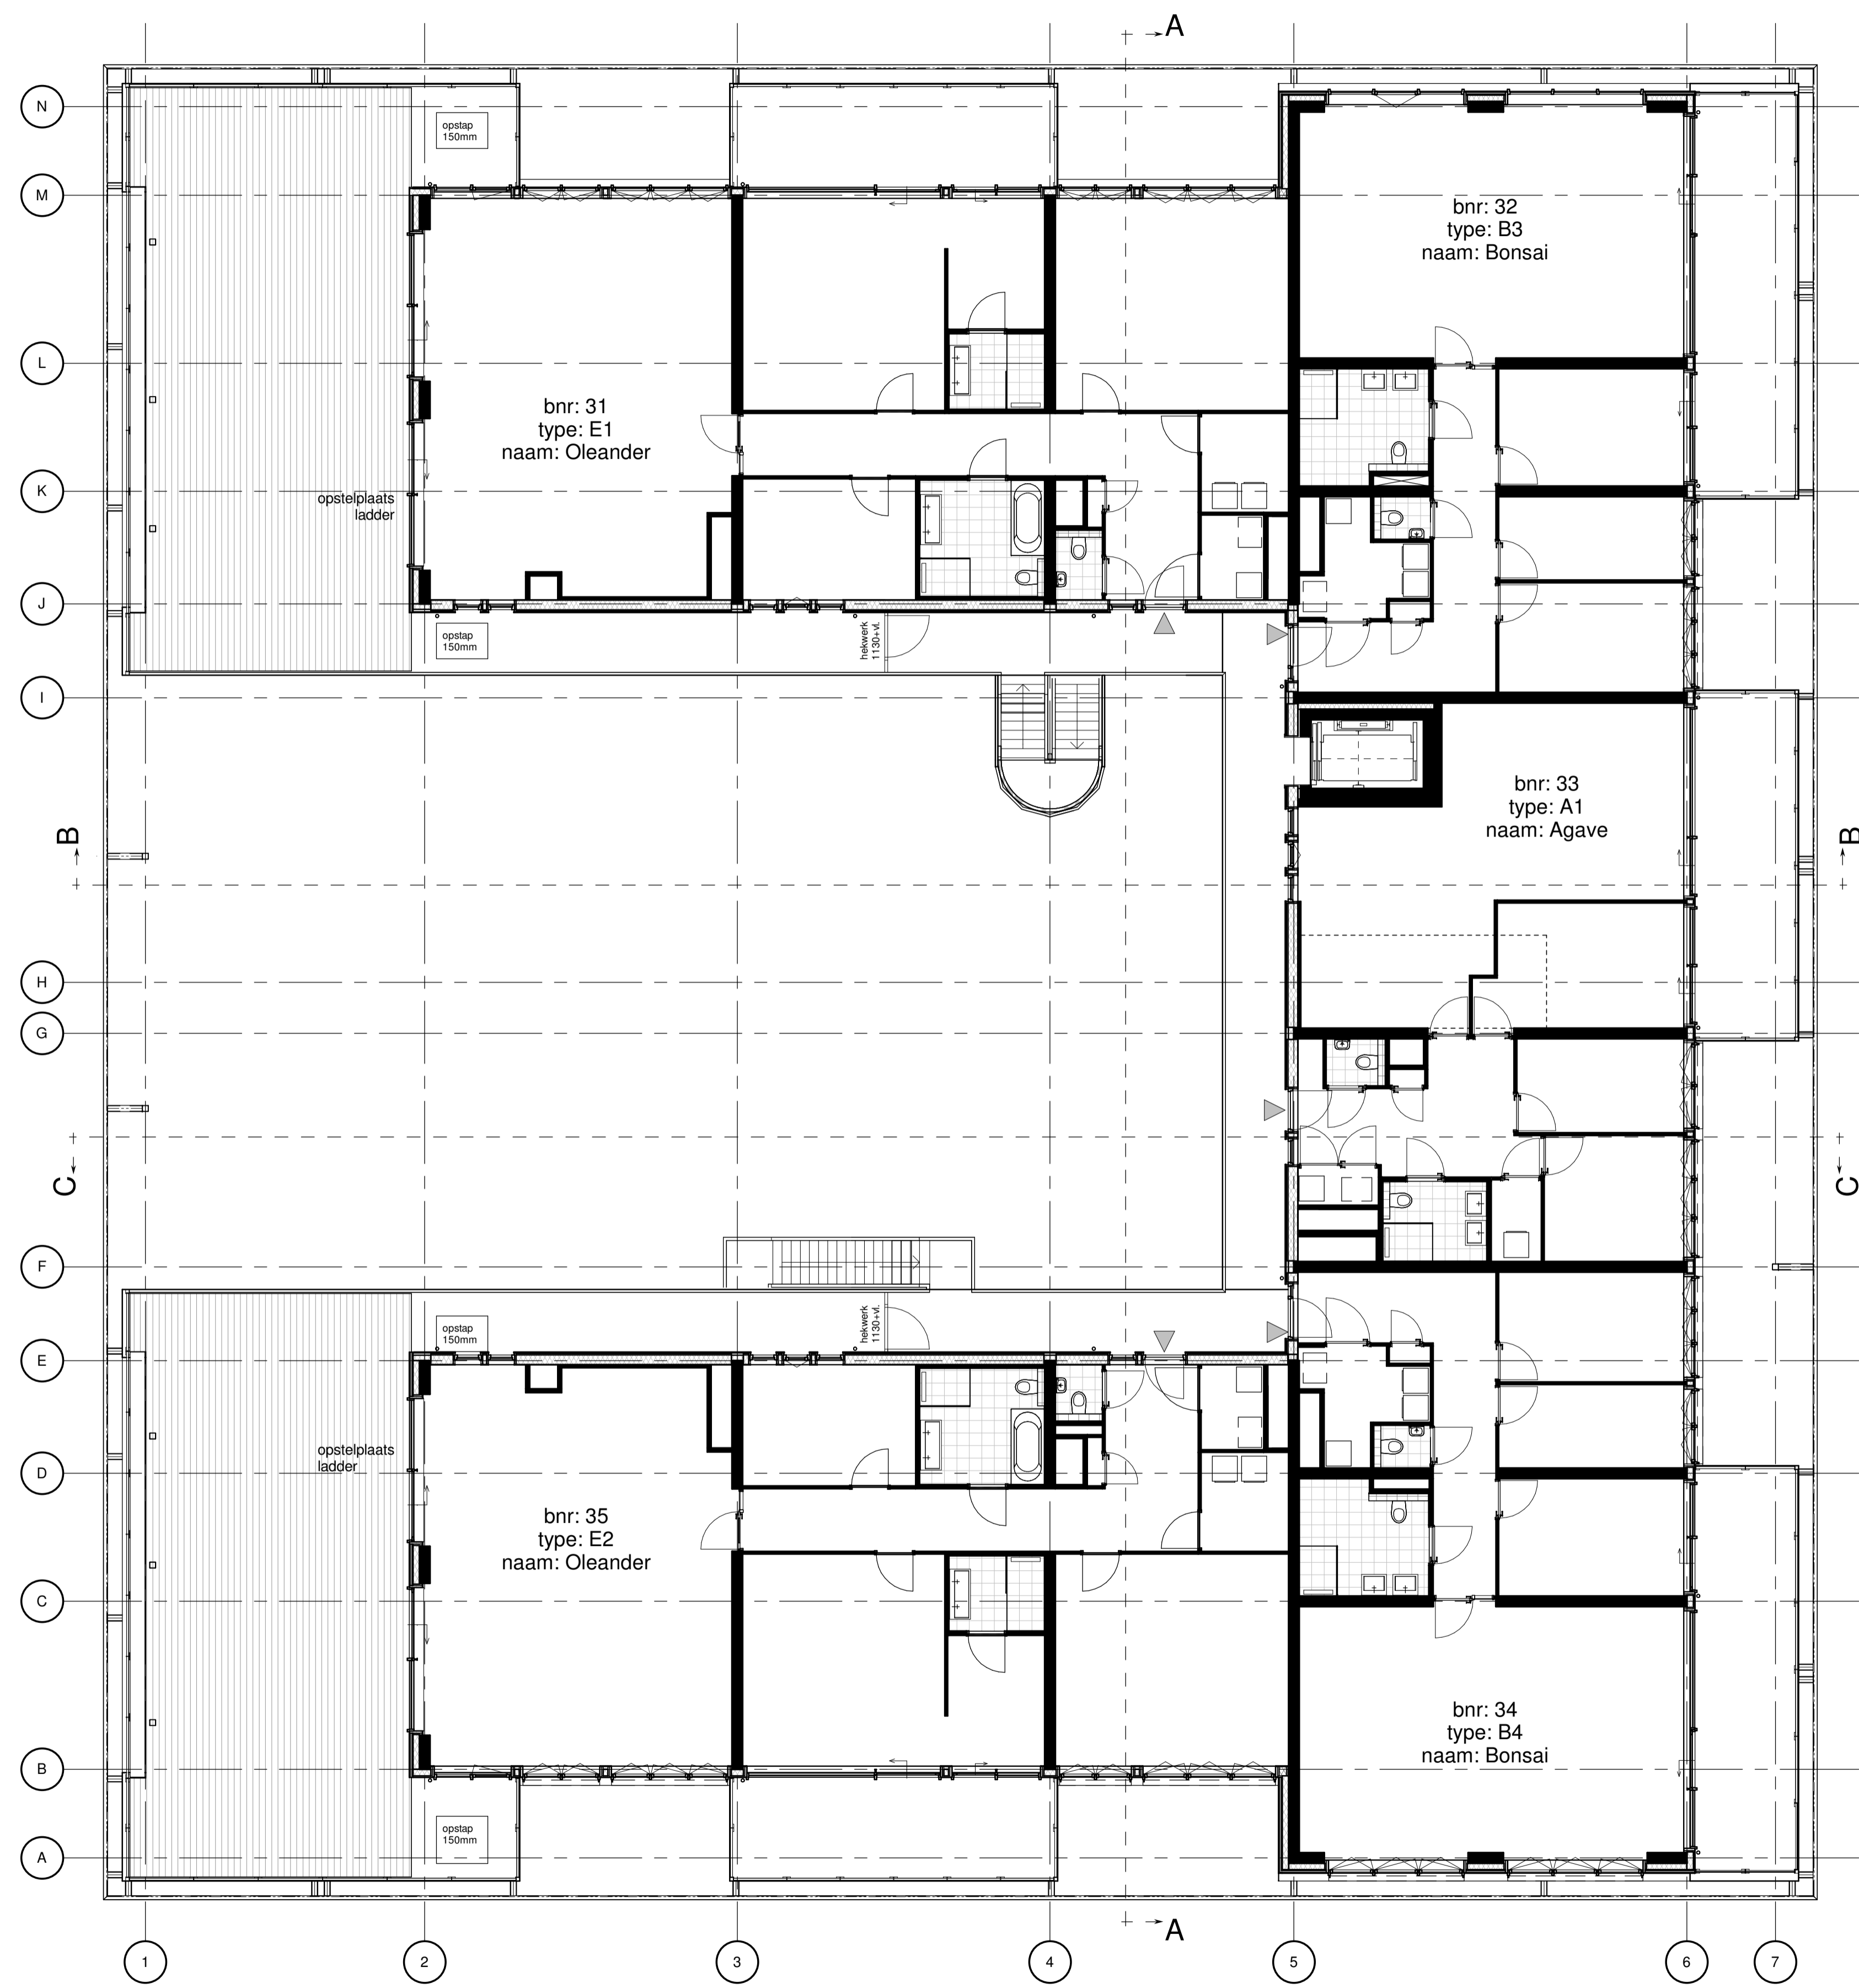 A
N
opstap
150mm
M
bnr: 32
type: B3
naam: Bonsai
L
bnr: 31
type: E1
naam: Oleander
K
opstelplaats
ladder
J
opstap
150mm
hekwerk
1130+vl.
I
bnr: 33
type: A1
naam: Agave
B
B
H
G
C
C
F
opstap
150mm
hekwerk
1130+vl.
E
opstelplaats
ladder
D
bnr: 35
type: E2
naam: Oleander
C
bnr: 34
type: B4
naam: Bonsai
B
opstap
150mm
A
A
1
2
3
4
5
6
7